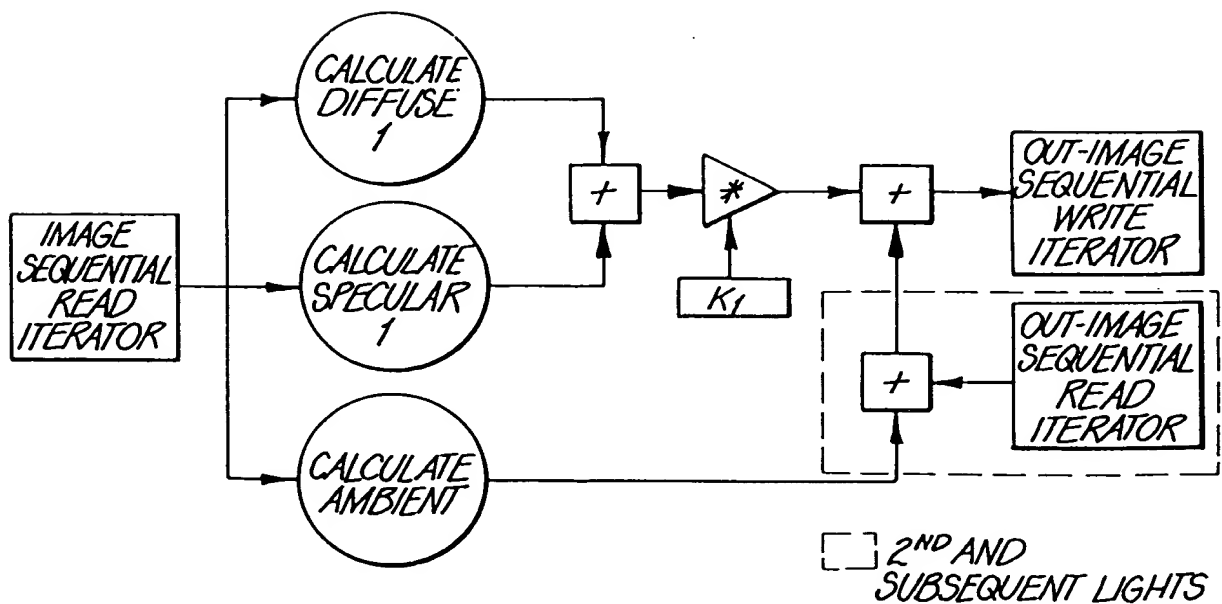 CALCULATE
DIFFUSE
1
IMAGE
SEQUENTIAL
READ
ITERATOR
CALCULATE
SPECULAR
1
CALCULATE
AMBIENT
+
*
K1
+
OUT-IMAGE
SEQUENTIAL
WRITE
ITERATOR
+
OUT-IMAGE
SEQUENTIAL
READ
ITERATOR
2ND AND
SUBSEQUENT LIGHTS